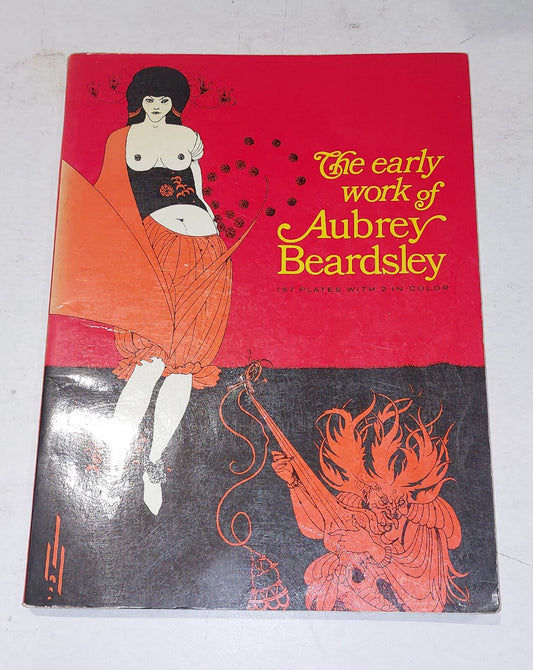 The early
work of
Aubrey
Beardsley
157 PLATES WITH 2 IN COLOR